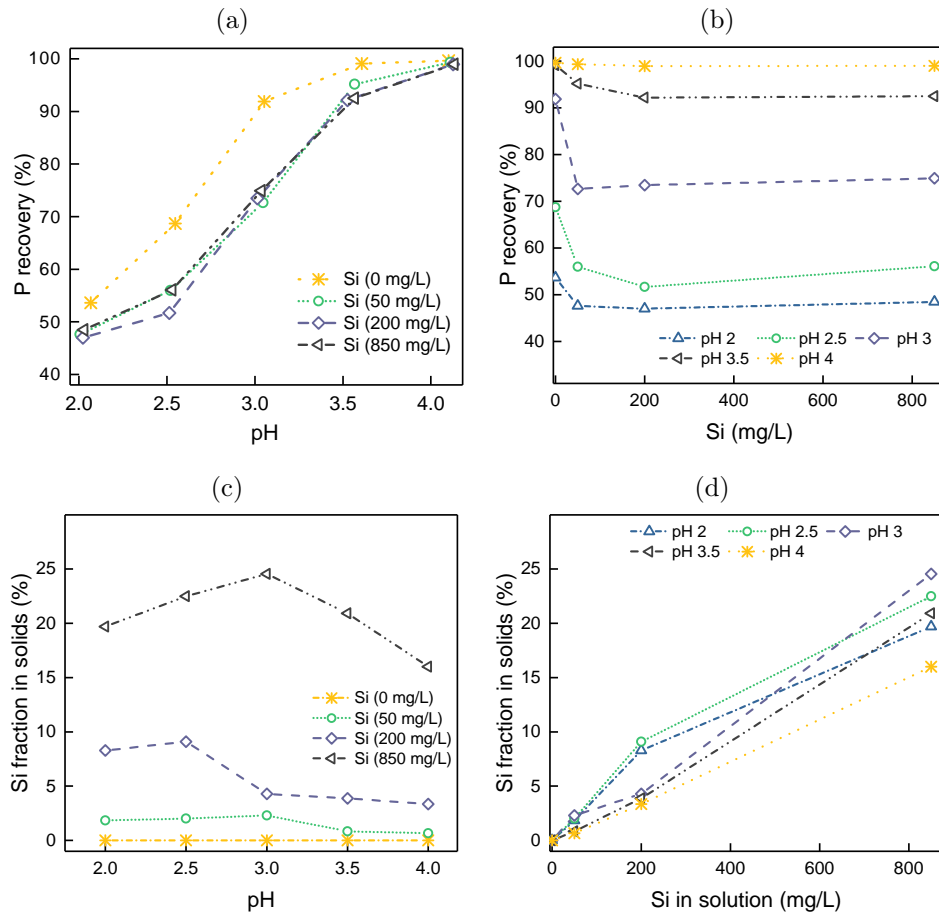 (a)
P recovery (%)
100
90
80
70
60
50
40
2.0 2.5 3.0 3.5 4.0
pH
Si (0 mg/L)
Si (50 mg/L)
Si (200 mg/L)
Si (850 mg/L)
(b)
P recovery (%)
100
90
80
70
60
50
40
0 200 400 600 800
Si (mg/L)
pH 2 pH 2.5 pH 3
pH 3.5 pH 4
(c)
Si fraction in solids (%)
25
20
15
10
5
0
2.0 2.5 3.0 3.5 4.0
pH
Si (0 mg/L)
Si (50 mg/L)
Si (200 mg/L)
Si (850 mg/L)
(d)
Si fraction in solids (%)
pH 2 pH 2.5 pH 3
pH 3.5 pH 4
25
20
15
10
5
0
0 200 400 600 800
Si in solution (mg/L)